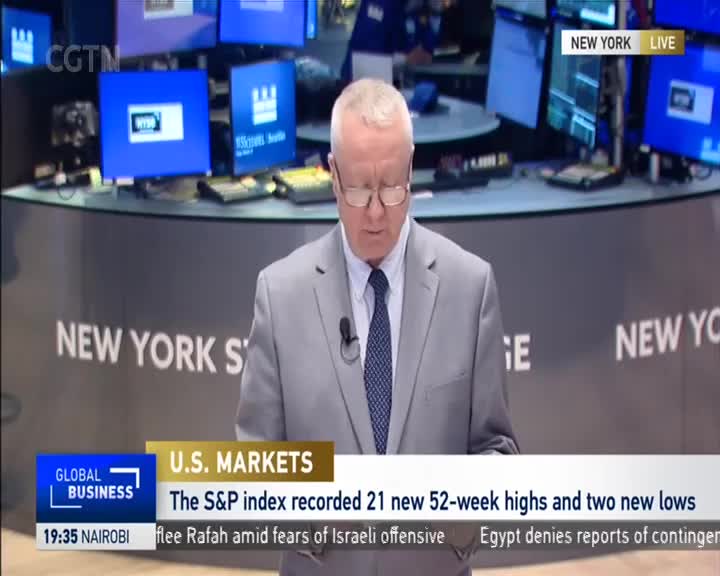 CGTN
NEW YORK LIVE
NYSE
NEW YORK S
GE
NEW YO
U.S. MARKETS
GLOBAL
BUSINESS
The S&P index recorded 21 new 52-week highs and two new lows
19:35 NAIROBI
flee Rafah amid fears of Israeli offensive
Egypt denies reports of continger